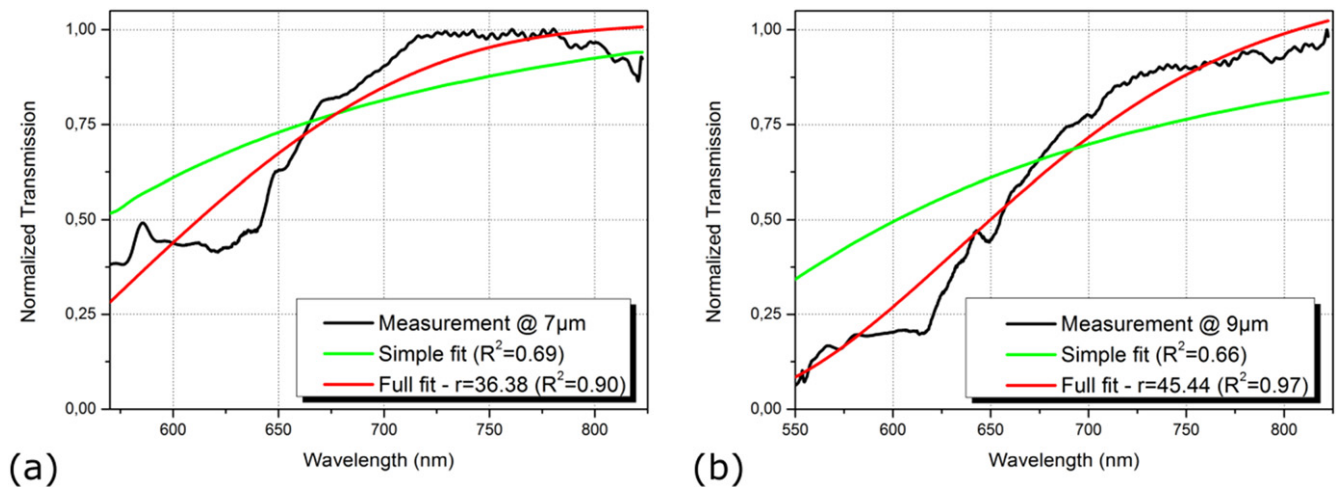 1,00
0,75
0,50
0,25
0,00
Normalized Transmission
Measurement @ 7µm
Simple fit (R²=0.69)
Full fit - r=36.38 (R²=0.90)
600 650 700 750 800
Wavelength (nm)
(a)
1,00
0,75
0,50
0,25
0,00
Normalized Transmission
Measurement @ 9µm
Simple fit (R²=0.66)
Full fit - r=45.44 (R²=0.97)
550 600 650 700 750 800
Wavelength (nm)
(b)